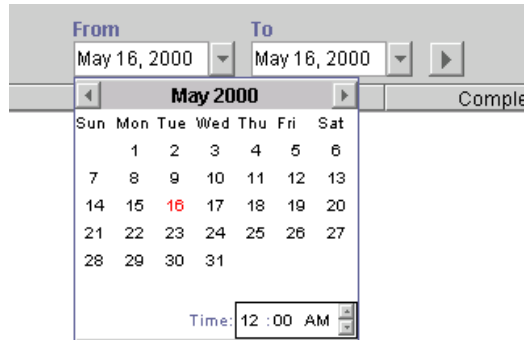 From To
May 16, 2000 May 16, 2000
May 2000 Comple
Sun Mon Tue Wed Thu Fri Sat
1 2 3 4 5 6
7 8 9 10 11 12 13
14 15 16 17 18 19 20
21 22 23 24 25 26 27
28 29 30 31
Time: 12 :00 AM